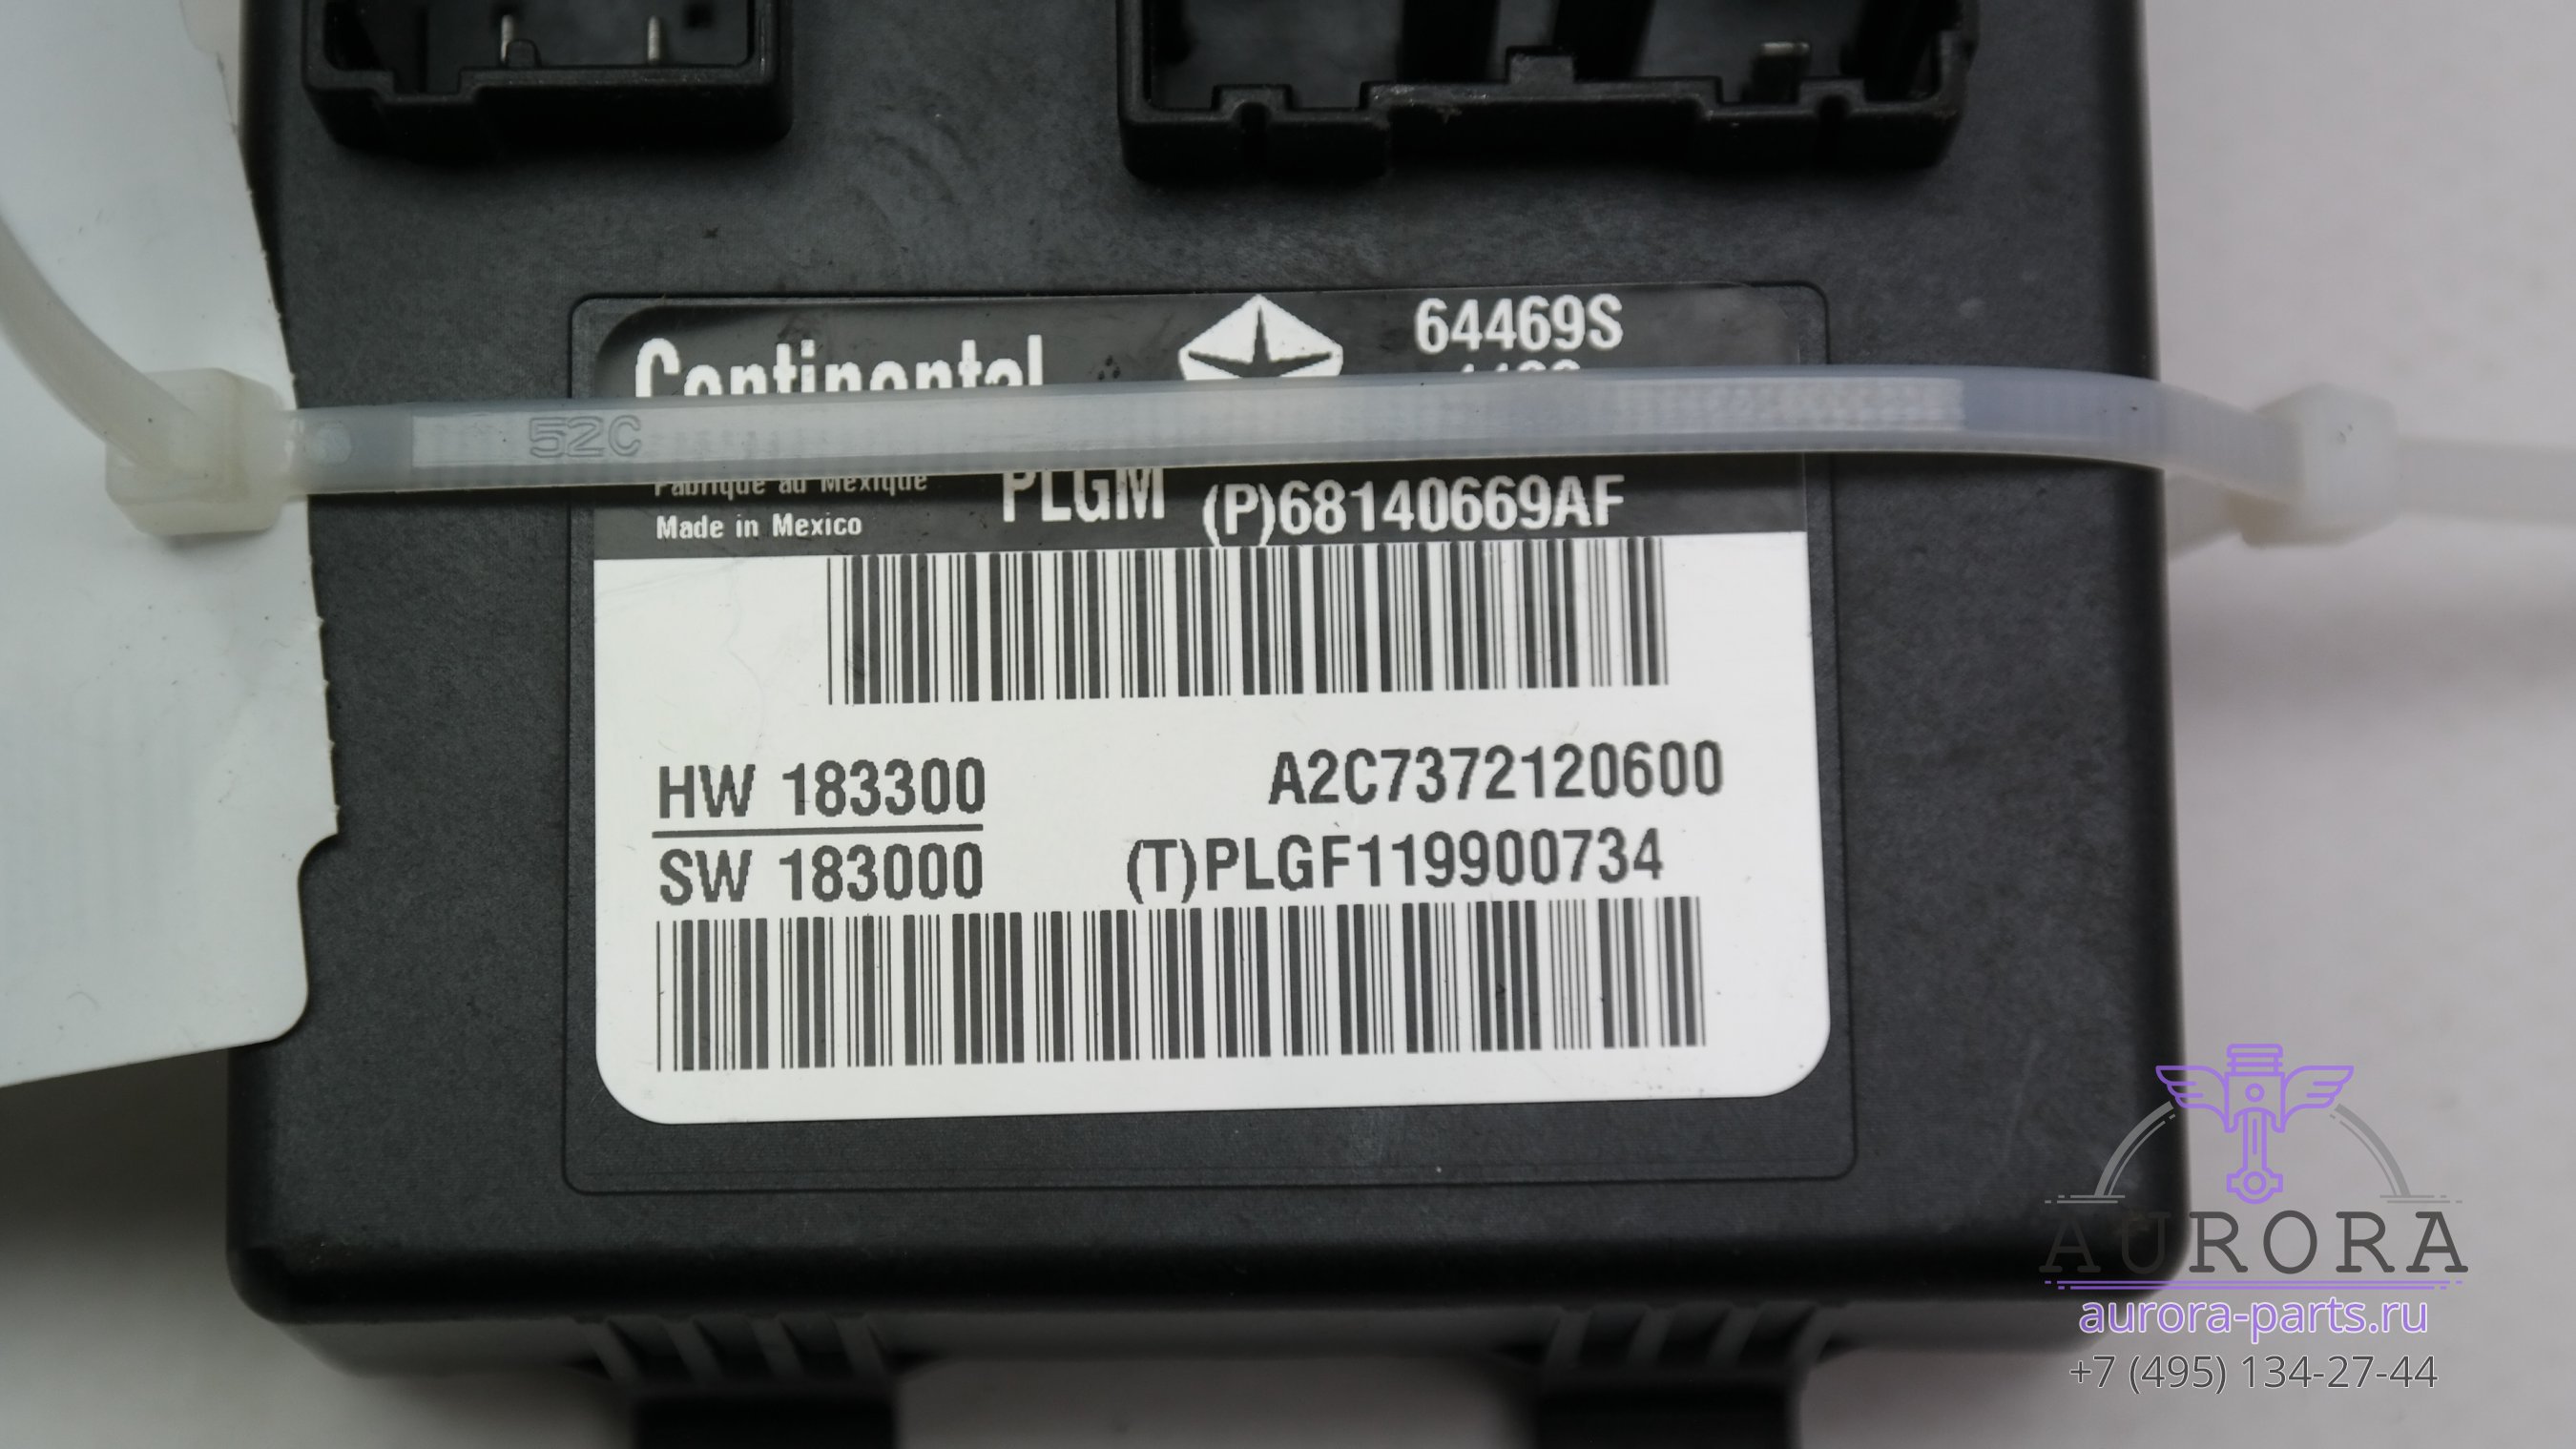 Continental
64469S
52C
Fabriqué au Mexique
Made in Mexico
PLGM
(P)68140669AF
HW 183300
A2C7372120600
SW 183000
(T)PLGF119900734
AURORA
aurora-parts.ru
+7 (495) 134-27-44